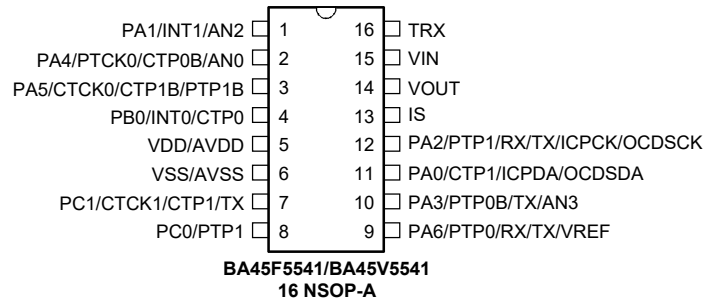 PA1/INT1/AN2 1 16 TRX
PA4/PTCK0/CTP0B/AN0 2 15 VIN
PA5/CTCK0/CTP1B/PTP1B 3 14 VOUT
PB0/INT0/CTP0 4 13 IS
VDD/AVDD 5 12 PA2/PTP1/RX/TX/ICPCK/OCDSCK
VSS/AVSS 6 11 PA0/CTP1/ICPDA/OCDSDA
PC1/CTCK1/CTP1/TX 7 10 PA3/PTP0B/TX/AN3
PC0/PTP1 8 9 PA6/PTP0/RX/TX/VREF
BA45F5541/BA45V5541
16 NSOP-A